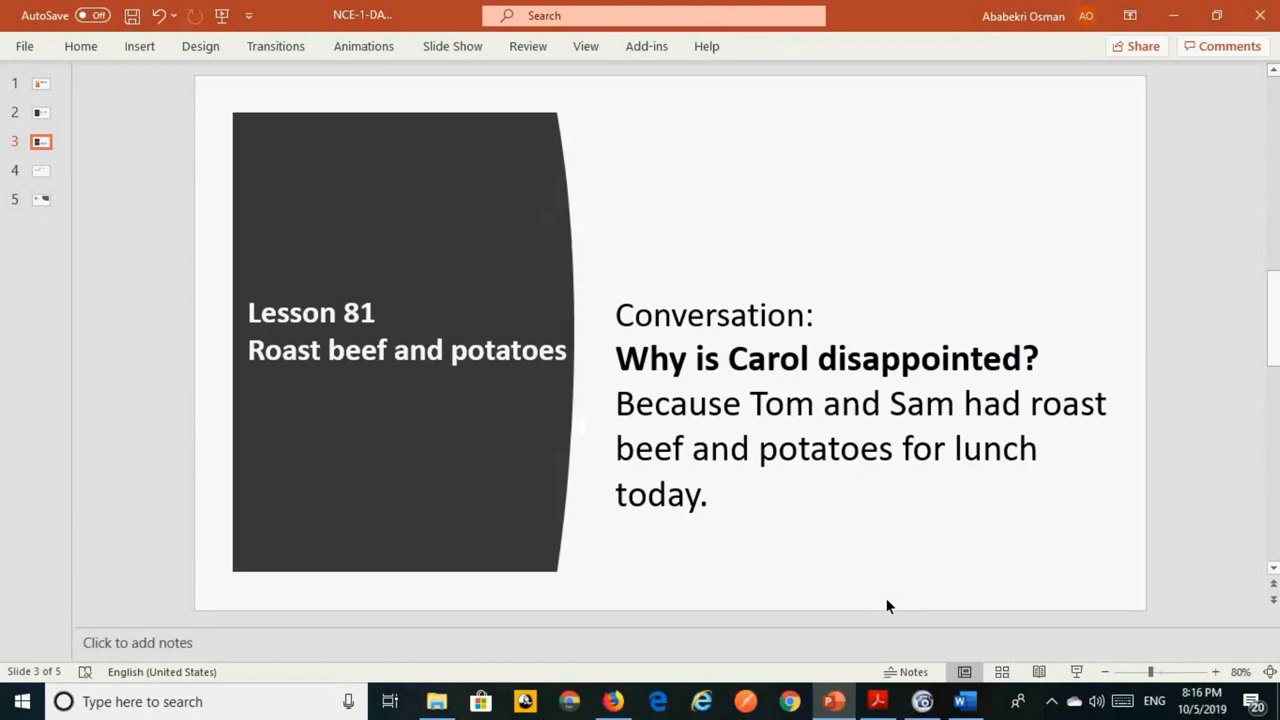 AutoSave Off NCE-1-DA... Search Ababekri Osman AO
File Home Insert Design Transitions Animations Slide Show Review View Add-ins Help Share Comments
1
2
3
4
5
Lesson 81
Roast beef and potatoes
Conversation:
Why is Carol disappointed?
Because Tom and Sam had roast
beef and potatoes for lunch
today.
Click to add notes
Slide 3 of 5 English (United States) Notes 80%
Type here to search ENG 8:16 PM
10/5/2019 20